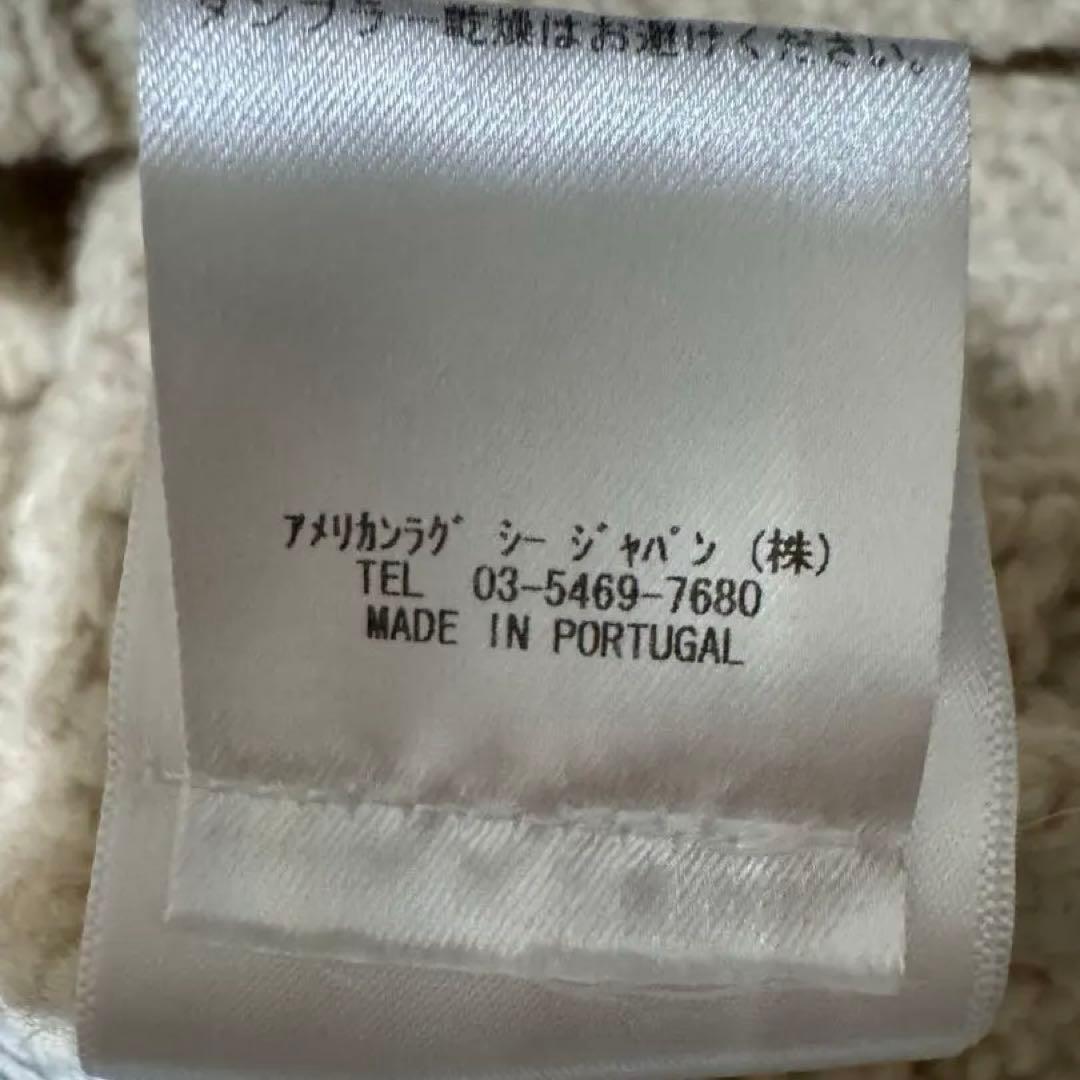 タンブラー乾燥はお避けください。
ｱﾒﾘｶﾝﾗｸﾞ ｼｰ ｼﾞｬﾊﾟﾝ (株)
TEL 03-5469-7680
MADE IN PORTUGAL